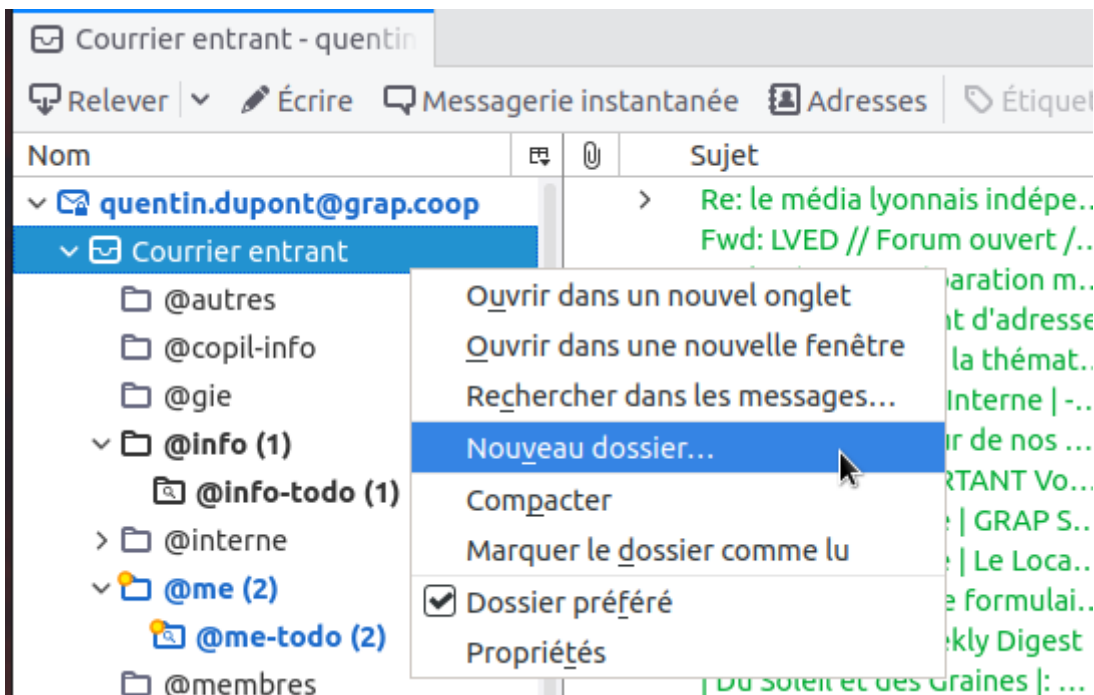 Courrier entrant - quentin
Relever Écrire Messagerie instantanée Adresses Étiquet
Nom Sujet
quentin.dupont@grap.coop
Courrier entrant
@autres
@copil-info
@gie
@info (1)
@info-todo (1)
@interne
@me (2)
@me-todo (2)
@membres
Ouvrir dans un nouvel onglet
Ouvrir dans une nouvelle fenêtre
Rechercher dans les messages...
Nouveau dossier...
Compacter
Marquer le dossier comme lu
Dossier préféré
Propriétés
Re: le média lyonnais indépe...
Fwd: LVED // Forum ouvert /...
aration m...
nt d'adresse
la thémat...
Interne | -...
ur de nos ...
RTANT Vo...
e | GRAP S...
e | Le Loca...
e formulai...
kly Digest
| Du Soleil et des Graines |: ...